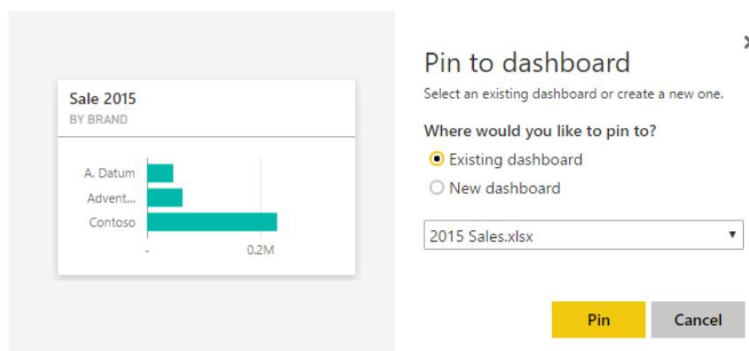 Sale 2015
BY BRAND
A. Datum
Advent...
Contoso
-
0.2M
Pin to dashboard
Select an existing dashboard or create a new one.
Where would you like to pin to?
Existing dashboard
New dashboard
2015 Sales.xlsx
Pin
Cancel